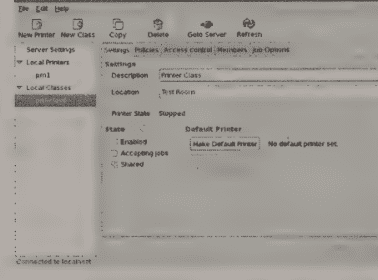 File Edit Help
New Printer New Class Copy Delete Goto Server Refresh
Server Settings
Local Printers
prn1
Local Classes
Settings Policies Access control Members Job Options
Settings
Description Printer Class
Location Test Room
Printer State Stopped
State
Enabled
Accepting jobs
Shared
Default Printer
Make Default Printer No default printer set.
Connected to localhost